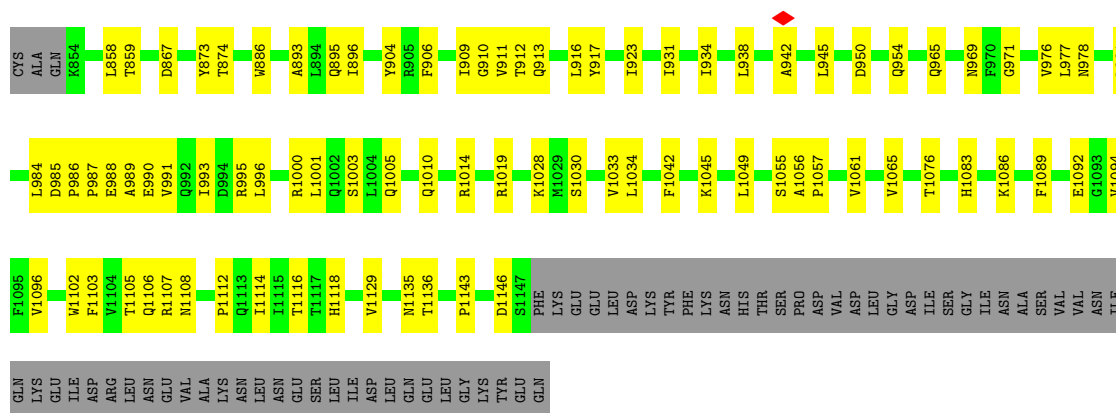 CYS ALA GLN K854 L858 T859 D867 Y873 T874 W886 A893 L894 Q895 I896 Y904 R905 F906 I909 G910 V911 T912 Q913 L916 Y917 I923 I931 I934 L938 A942 L945 D950 Q954 Q965 N969 F970 G971 V976 L977 N978
L984 D985 P986 P987 E988 A989 E990 V991 Q992 I993 D994 R995 L996 R1000 L1001 Q1002 S1003 L1004 Q1005 Q1010 R1014 R1019 K1028 M1029 S1030 V1033 L1034 F1042 K1045 L1049 S1055 A1056 P1057 V1061 V1065 T1076 H1083 K1086 F1089 E1092 G1093
F1095 V1096 W1102 F1103 V1104 T1105 Q1106 R1107 N1108 P1112 Q1113 I1114 I1115 T1116 T1117 H1118 V1129 N1135 T1136 P1143 D1146 S1147 PHE LYS GLU GLU LEU ASP LYS TYR PHE LYS ASN HIS THR SER PRO ASP VAL ASP LEU GLY ASP ILE SER GLY ILE ASN ALA SER VAL VAL ASN ILE
GLN LYS GLU ILE ASP ARG LEU ASN GLU VAL ALA LYS ASN LEU ASN GLU SER LEU ILE ASP LEU GLN GLU LEU GLY LYS TYR GLU GLN